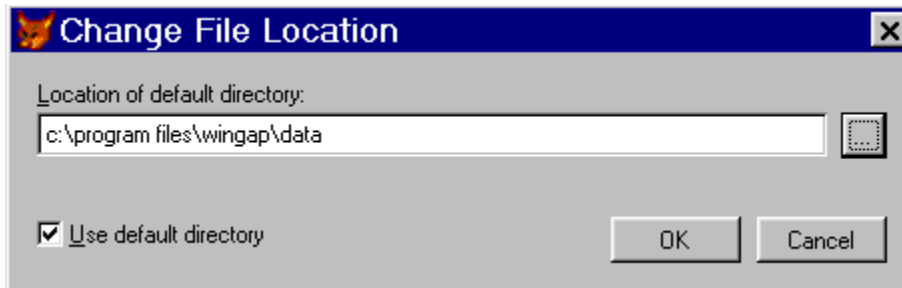 Change File Location
Location of default directory:
c:\program files\wingap\data
...
Use default directory
OK
Cancel